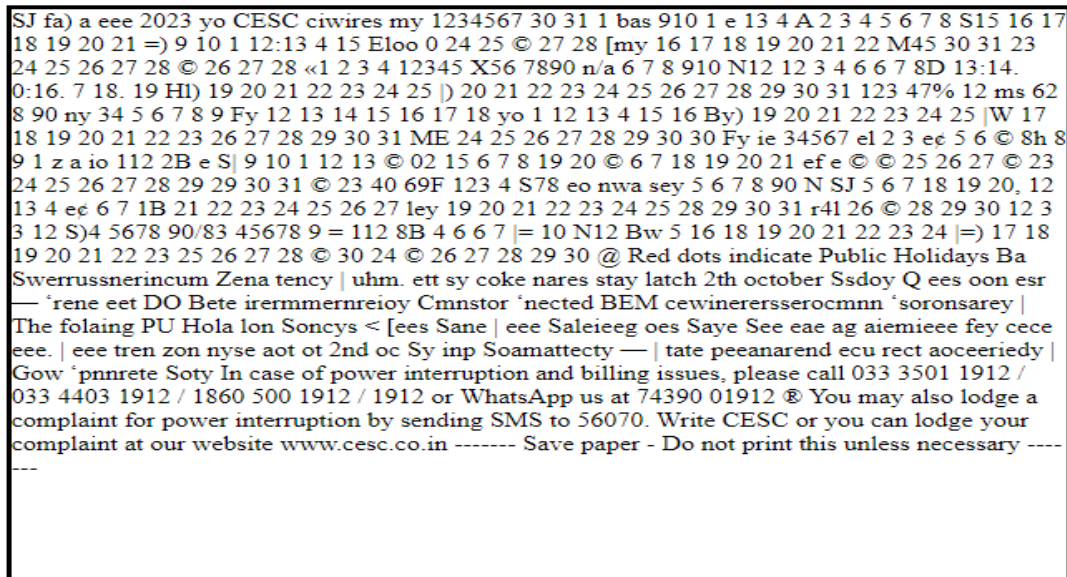 SJ fa) a eee 2023 yo CESC ciwires my 1234567 30 31 1 bas 910 1 e 13 4 A 2 3 4 5 6 7 8 S15 16 17
18 19 20 21 =) 9 10 1 12:13 4 15 Eloo 0 24 25 © 27 28 [my 16 17 18 19 20 21 22 M45 30 31 23
24 25 26 27 28 © 26 27 28 «1 2 3 4 12345 X56 7890 n/a 6 7 8 910 N12 12 3 4 6 6 7 8D 13:14.
0:16. 7 18. 19 Hl) 19 20 21 22 23 24 25 |) 20 21 22 23 24 25 26 27 28 29 30 31 123 47% 12 ms 62
8 90 ny 34 5 6 7 8 9 Fy 12 13 14 15 16 17 18 yo 1 12 13 4 15 16 By) 19 20 21 22 23 24 25 |W 17
18 19 20 21 22 23 26 27 28 29 30 31 ME 24 25 26 27 28 29 30 30 Fy ie 34567 el 2 3 e¢ 5 6 © 8h 8
9 1 z a io 112 2B e S| 9 10 1 12 13 © 02 15 6 7 8 19 20 © 6 7 18 19 20 21 ef e © © 25 26 27 © 23
24 25 26 27 28 29 29 30 31 © 23 40 69F 123 4 S78 eo nwa sey 5 6 7 8 90 N SJ 5 6 7 18 19 20, 12
13 4 e¢ 6 7 1B 21 22 23 24 25 26 27 ley 19 20 21 22 23 24 25 28 29 30 31 r4l 26 © 28 29 30 12 3
3 12 S)4 5678 90/83 45678 9 = 112 8B 4 6 6 7 |= 10 N12 Bw 5 16 18 19 20 21 22 23 24 |=) 17 18
19 20 21 22 23 25 26 27 28 © 30 24 © 26 27 28 29 30 @ Red dots indicate Public Holidays Ba
Swerrussnerincum Zena tency | uhm. ett sy coke nares stay latch 2th october Ssdoy Q ees oon esr
— ‘rene eet DO Bete irermmernreioy Cmnstor ‘nected BEM cewinerersserocmnn ‘soronsarey |
The folaing PU Hola lon Soncys < [ees Sane | eee Saleieeg oes Saye See eae ag aiemieee fey cece
eee. | eee tren zon nyse aot ot 2nd oc Sy inp Soamattecty — | tate peeanarend ecu rect aoceeriedy |
Gow ‘pnnrete Soty In case of power interruption and billing issues, please call 033 3501 1912 /
033 4403 1912 / 1860 500 1912 / 1912 or WhatsApp us at 74390 01912 ® You may also lodge a
complaint for power interruption by sending SMS to 56070. Write CESC or you can lodge your
complaint at our website www.cesc.co.in ------- Save paper - Do not print this unless necessary ----
---